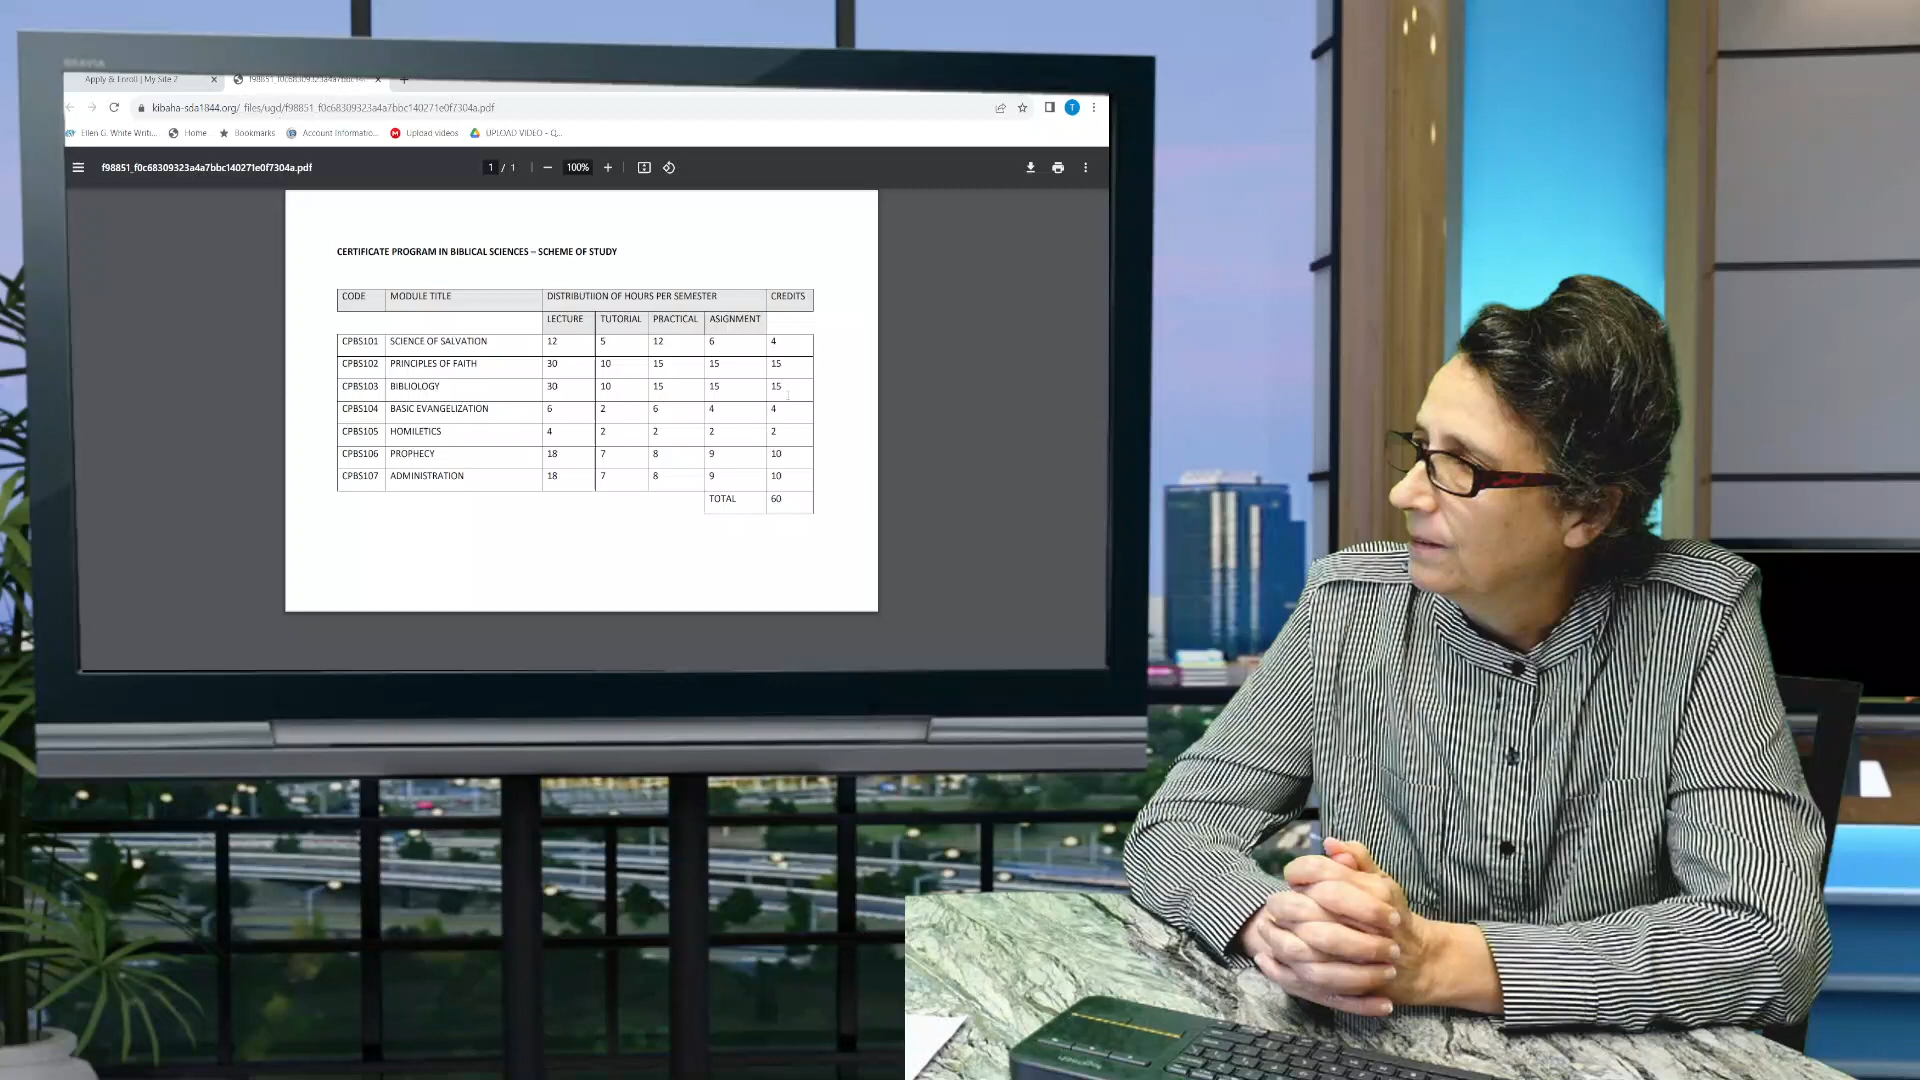 BRAVIA
Apply & Enroll | My Site 2
kibaha-sda1844.org/_files/ugd/f98851_f0c68309323a4a7bbc140271e0f7304a.pdf
T
Ellen G. White Writi... Home Bookmarks Account Informatio... Upload videos UPLOAD VIDEO - Q...
f98851_f0c68309323a4a7bbc140271e0f7304a.pdf 1 / 1 100%
CERTIFICATE PROGRAM IN BIBLICAL SCIENCES – SCHEME OF STUDY
CODE MODULE TITLE DISTRIBUTIION OF HOURS PER SEMESTER CREDITS
LECTURE TUTORIAL PRACTICAL ASIGNMENT
CPBS101 SCIENCE OF SALVATION 12 5 12 6 4
CPBS102 PRINCIPLES OF FAITH 30 10 15 15 15
CPBS103 BIBLIOLOGY 30 10 15 15 15
CPBS104 BASIC EVANGELIZATION 6 2 6 4 4
CPBS105 HOMILETICS 4 2 2 2 2
CPBS106 PROPHECY 18 7 8 9 10
CPBS107 ADMINISTRATION 18 7 8 9 10
TOTAL 60